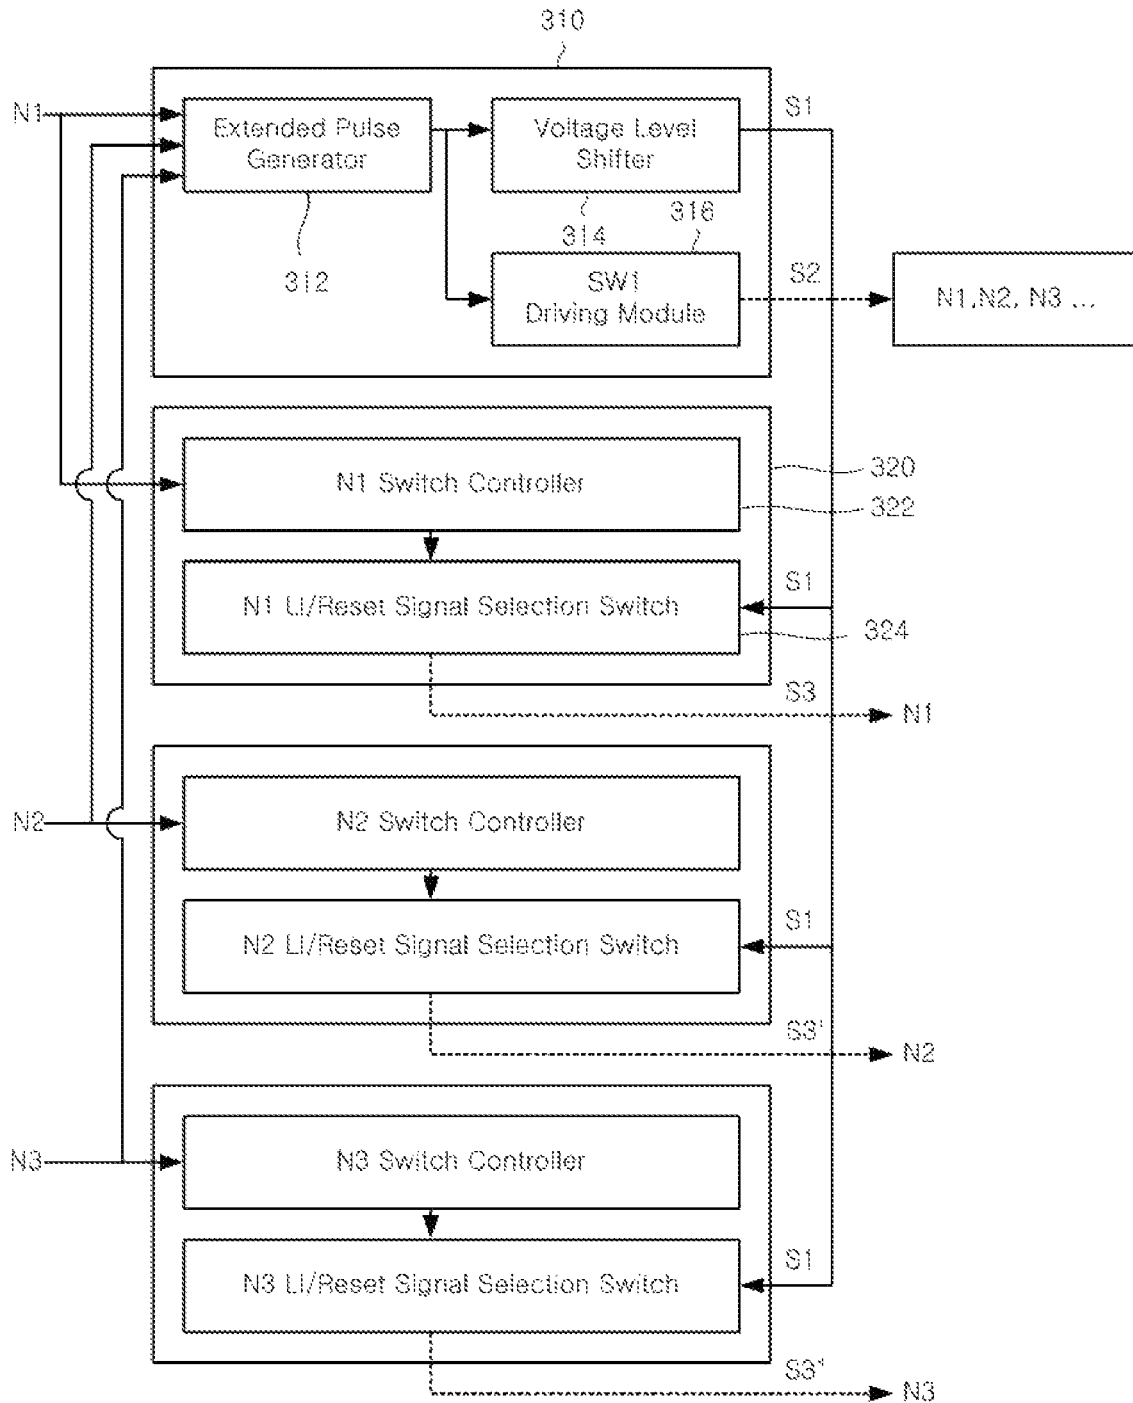 310
N1
Extended Pulse
Generator
Voltage Level
Shifter
S1
312
314
316
SW1
Driving Module
S2
N1,N2, N3 ...
N1 Switch Controller
320
322
N1 LI/Reset Signal Selection Switch
S1
324
S3
N1
N2
N2 Switch Controller
N2 LI/Reset Signal Selection Switch
S1
S3'
N2
N3
N3 Switch Controller
N3 LI/Reset Signal Selection Switch
S1
S3"
N3